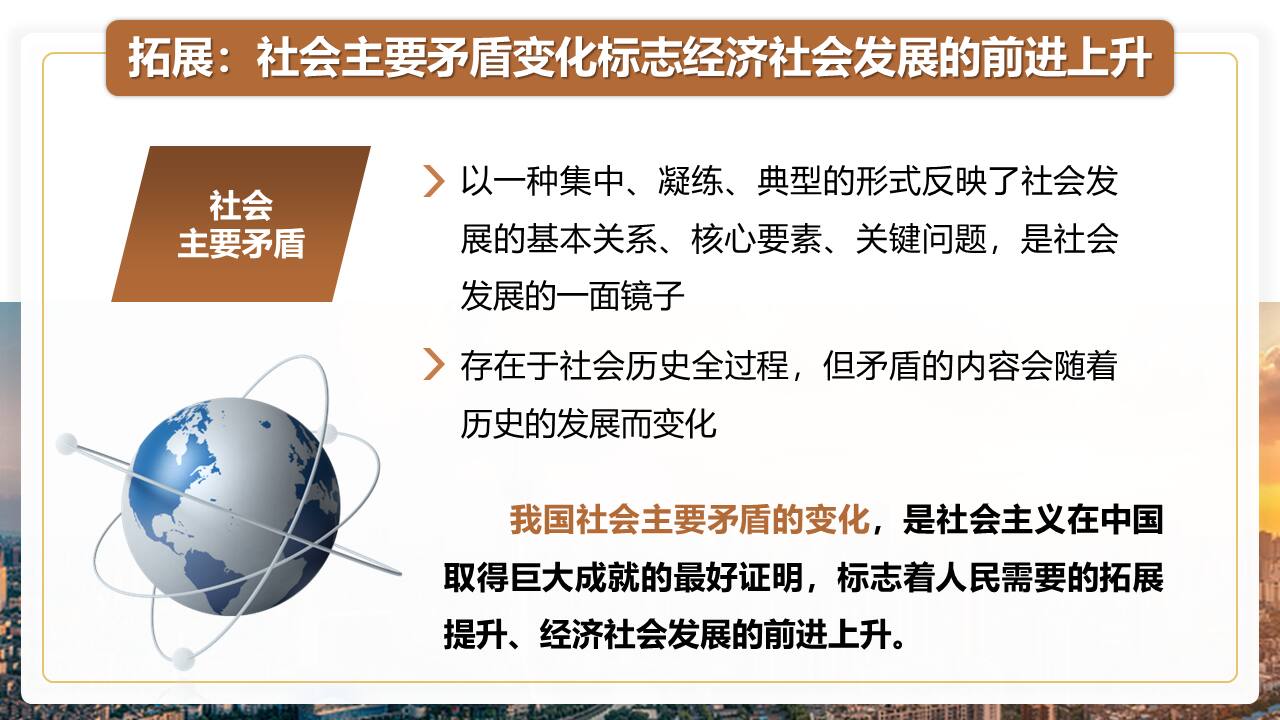 拓展：社会主要矛盾变化标志经济社会发展的前进上升
社会
主要矛盾
以一种集中、凝练、典型的形式反映了社会发
展的基本关系、核心要素、关键问题，是社会
发展的一面镜子
存在于社会历史全过程，但矛盾的内容会随着
历史的发展而变化
我国社会主要矛盾的变化，是社会主义在中国
取得巨大成就的最好证明，标志着人民需要的拓展
提升、经济社会发展的前进上升。